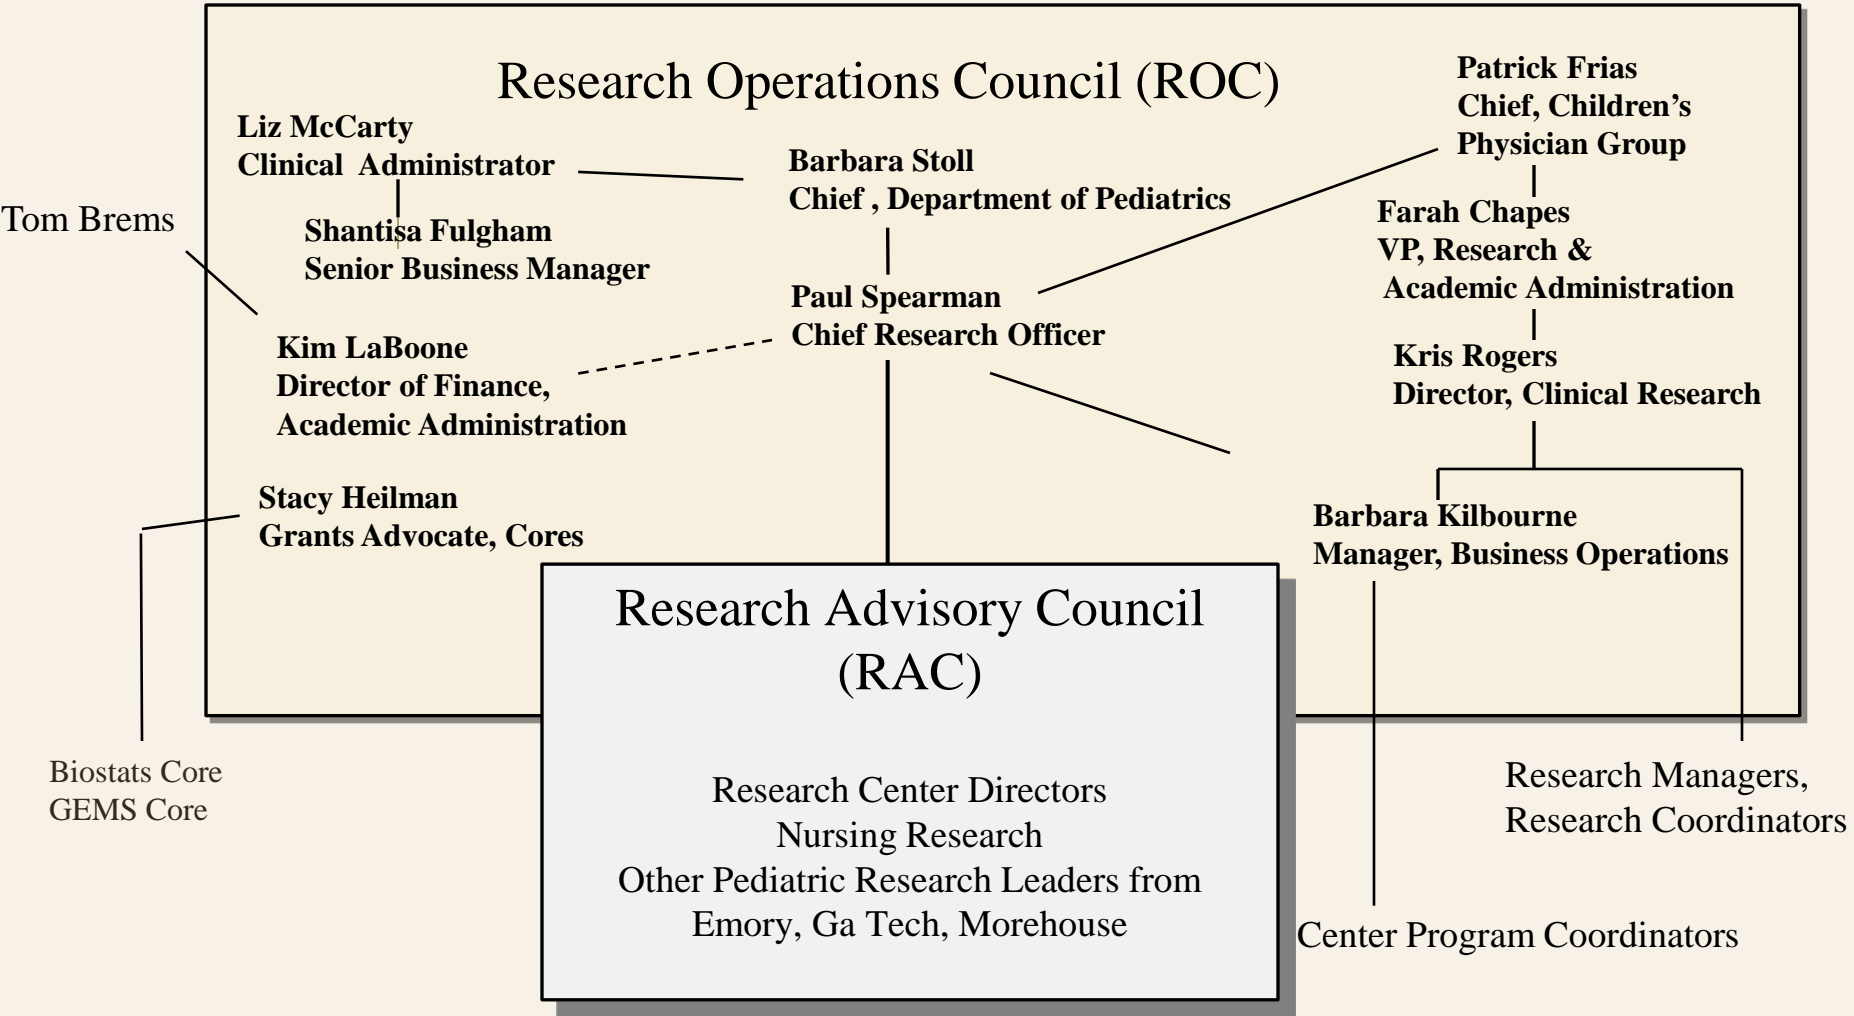 Research Operations Council (ROC)
Liz McCarty
Clinical  Administrator
Shantisa Fulgham
Senior Business Manager
Tom Brems
Kim LaBoone
Director of Finance,
Academic Administration
Stacy Heilman
Grants Advocate, Cores
Biostats Core
GEMS Core
Barbara Stoll
Chief , Department of Pediatrics
Paul Spearman
Chief Research Officer
Patrick Frias
Chief, Children’s
Physician Group
Farah Chapes
VP, Research &
Academic Administration
Kris Rogers
Director, Clinical Research
Barbara Kilbourne
Manager, Business Operations
Research Managers,
Research Coordinators
Center Program Coordinators
Research Advisory Council
(RAC)
Research Center Directors
Nursing Research
Other Pediatric Research Leaders from
Emory, Ga Tech, Morehouse